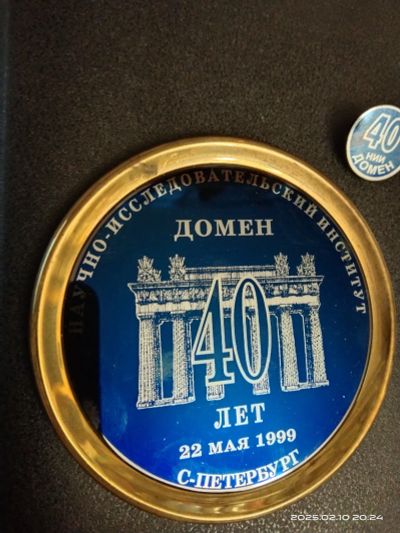 НАУЧНО-ИССЛЕДОВАТЕЛЬСКИЙ ИНСТИТУТ
ДОМЕН
40
ЛЕТ
22 МАЯ 1999
С-ПЕТЕРБУРГ
40
НИИ
ДОМЕН
2025.02.10 20:24